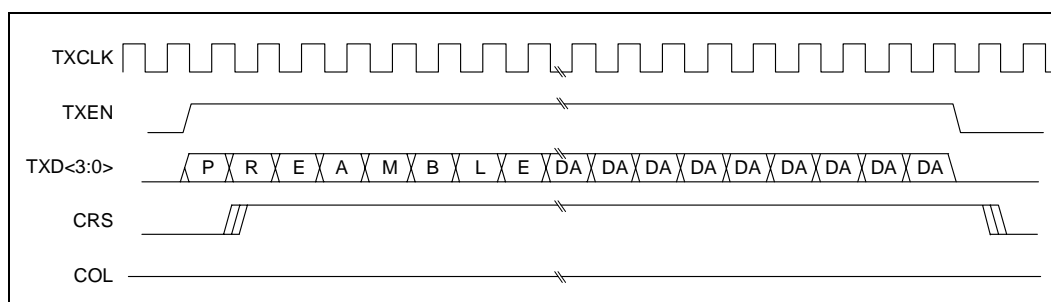 TXCLK
TXEN
TXD<3:0> P R E A M B L E DA DA DA DA DA DA DA DA DA
CRS
COL